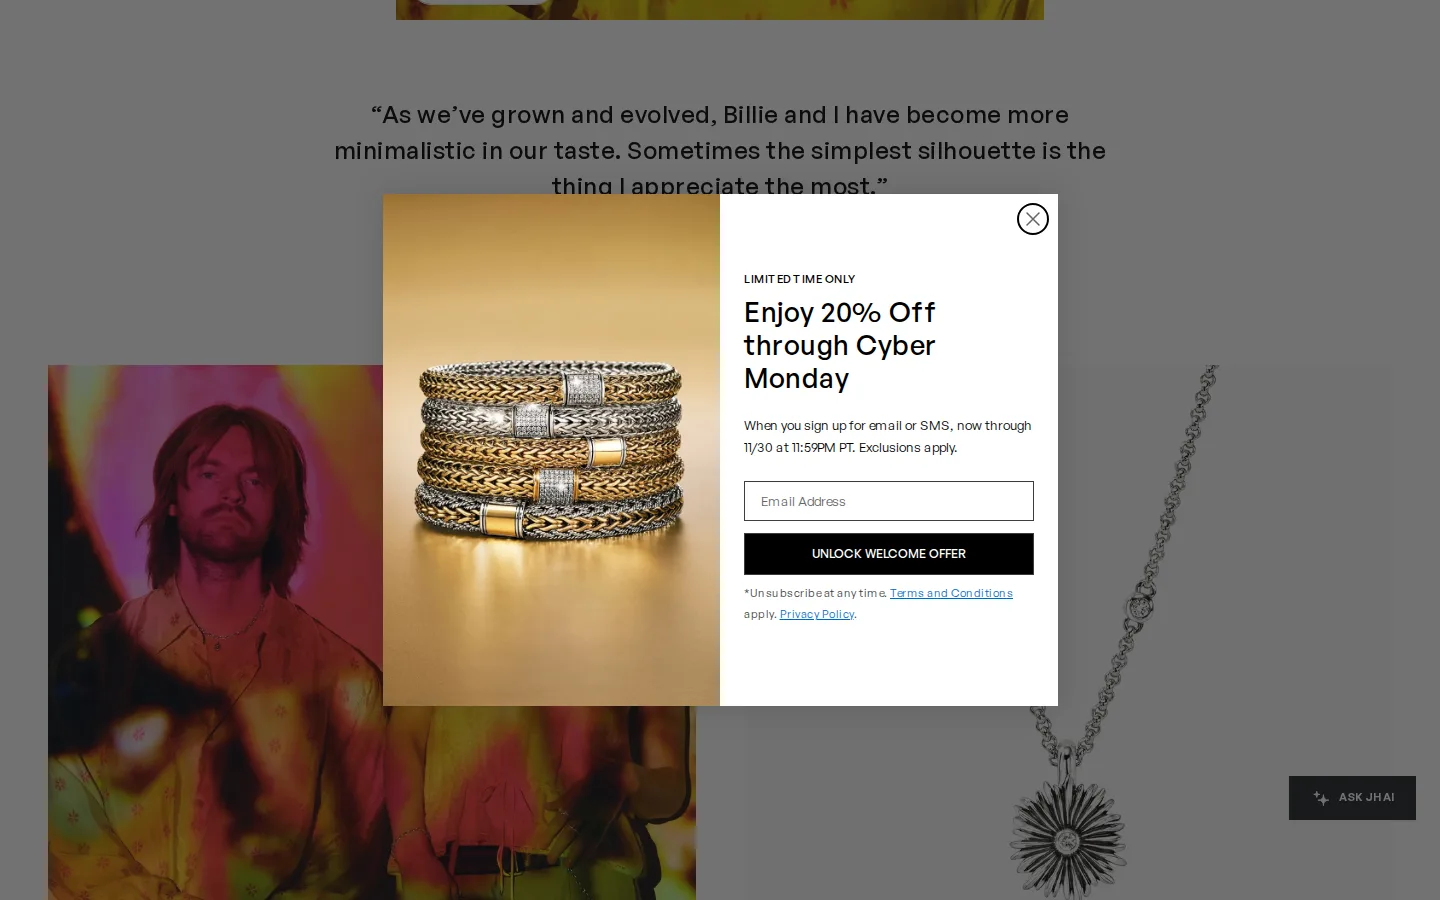 “As we’ve grown and evolved, Billie and I have become more
minimalistic in our taste. Sometimes the simplest silhouette is the
thing I appreciate the most.”
LIMITED TIME ONLY
Enjoy 20% Off
through Cyber
Monday
When you sign up for email or SMS, now through
11/30 at 11:59PM PT. Exclusions apply.
Email Address
UNLOCK WELCOME OFFER
*Unsubscribe at any time. Terms and Conditions
apply. Privacy Policy.
ASK JHAI